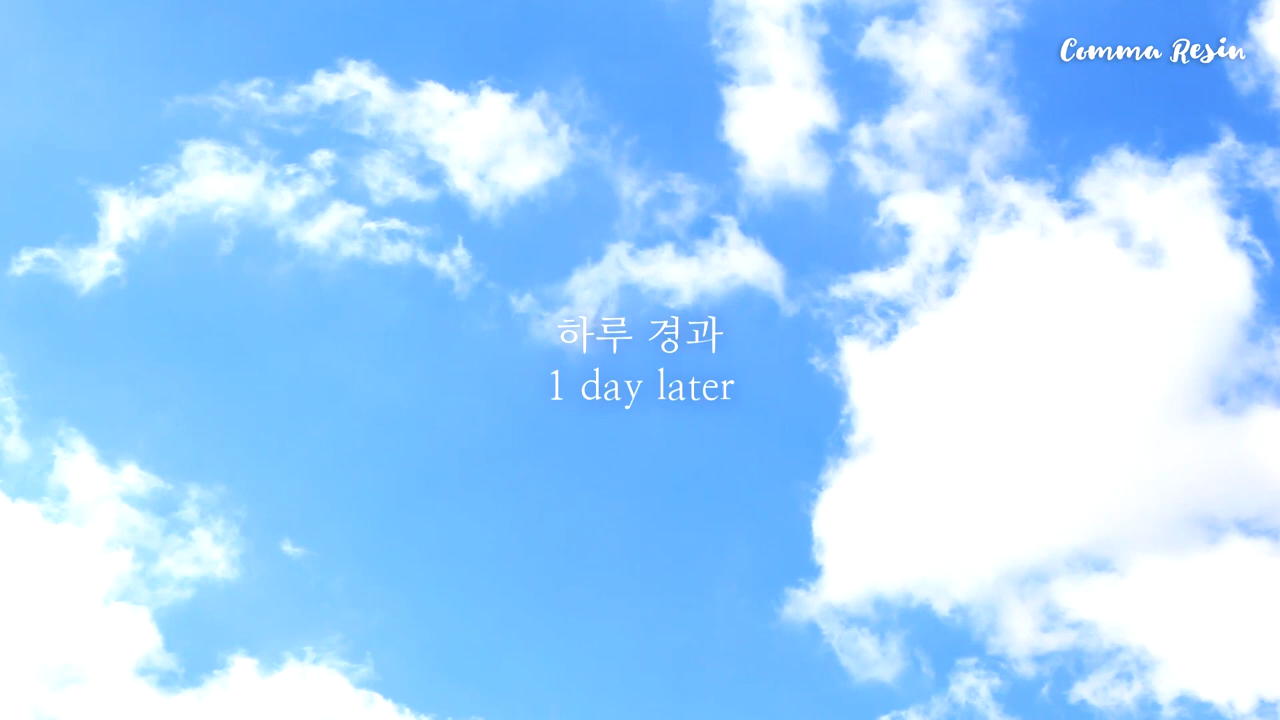 Comma Resin
하루 경과
1 day later